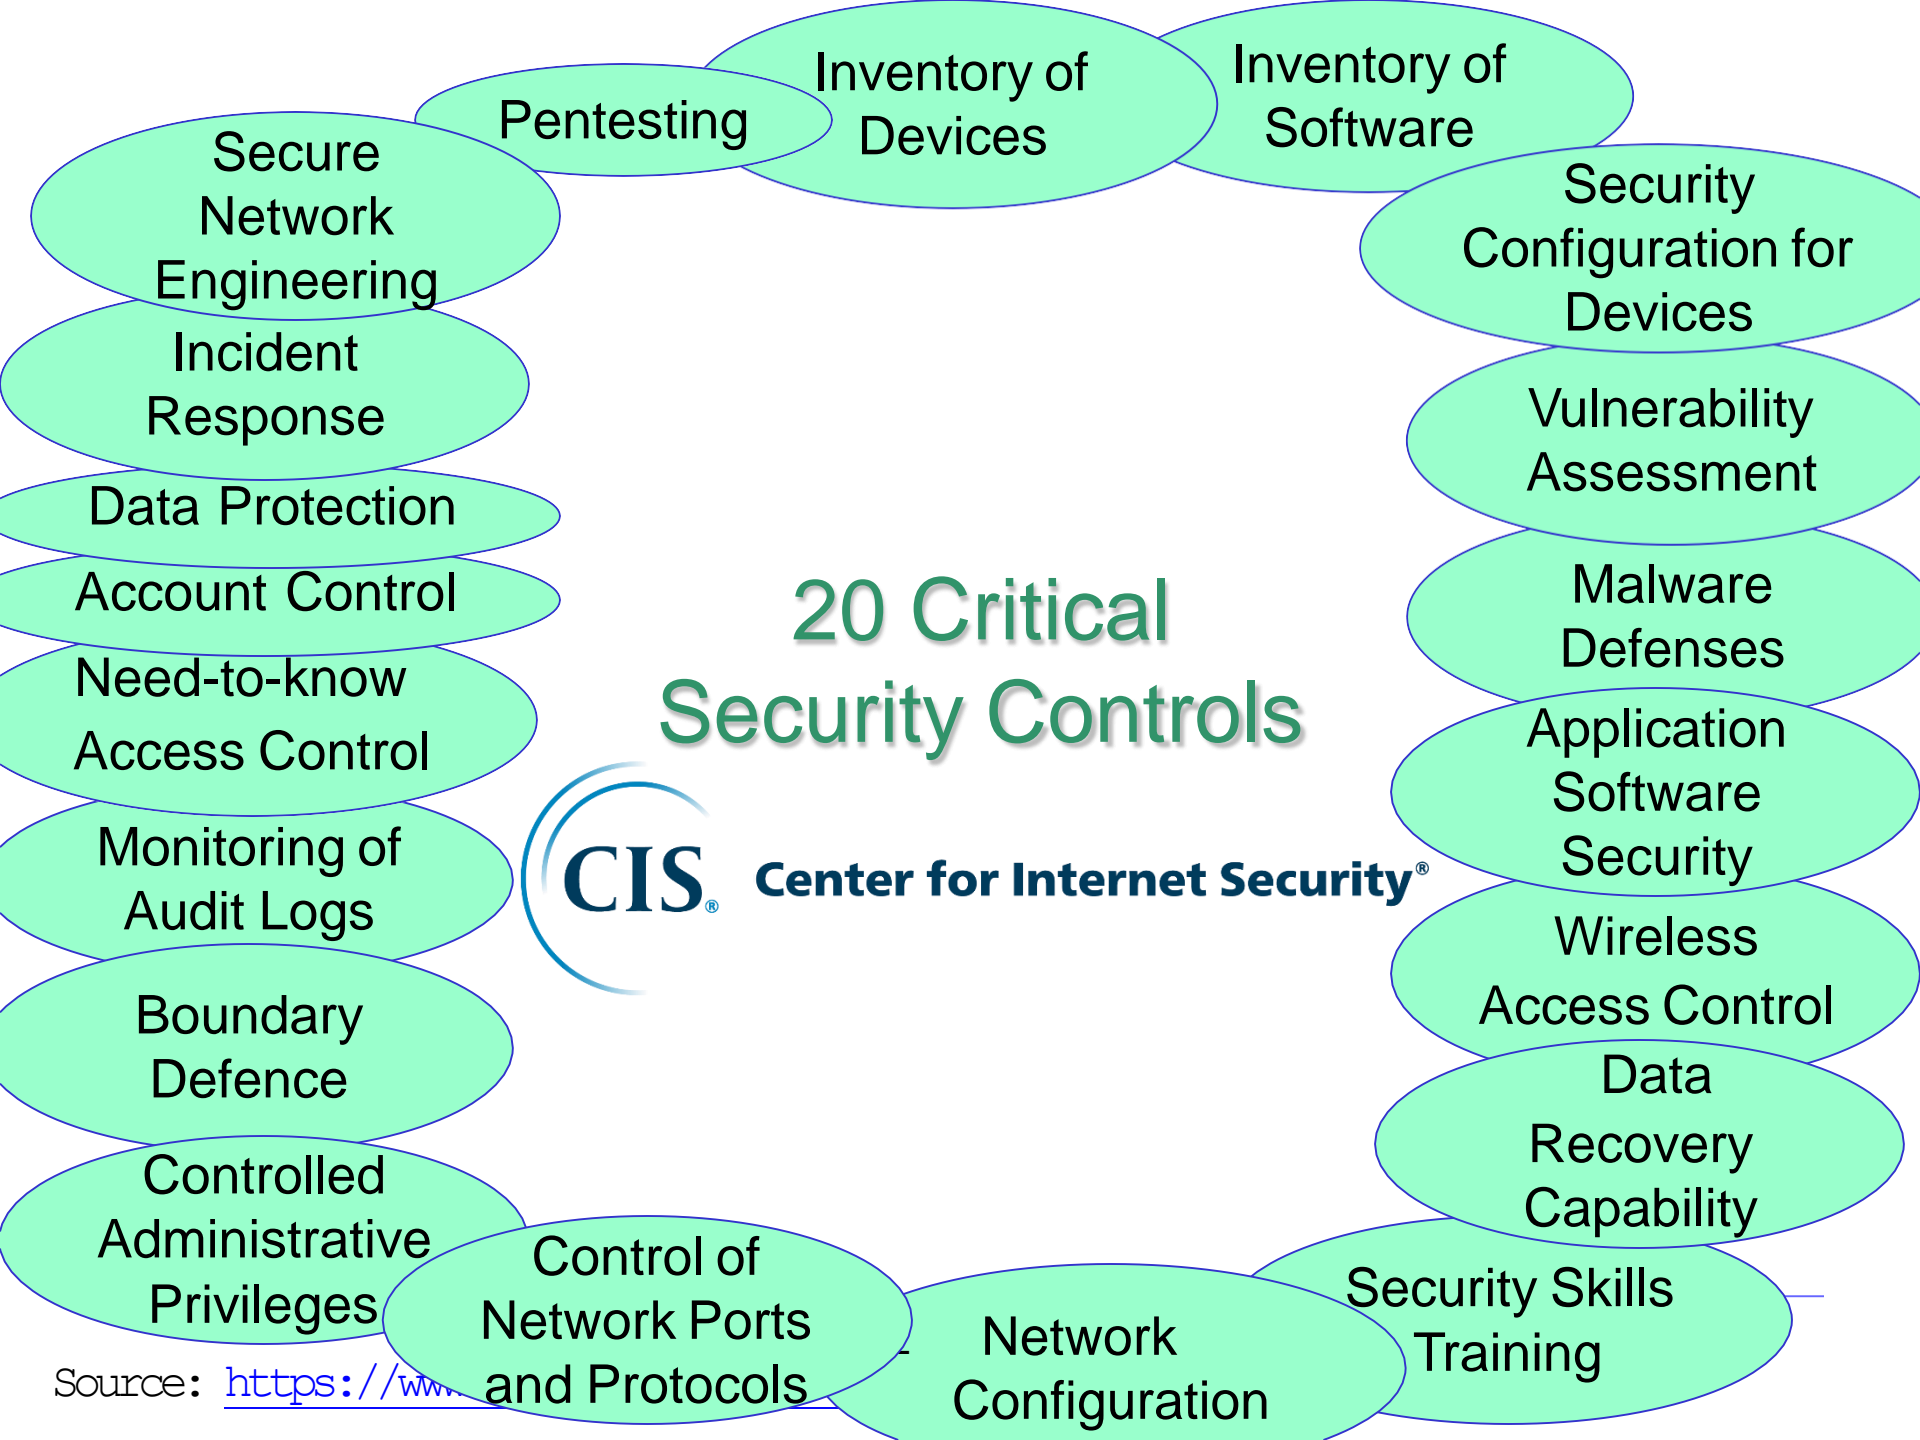 Inventory of
Devices
Inventory of
Software
Security
Configuration for
Devices
Vulnerability
Assessment
Malware
Defenses
Application
Software
Security
Wireless
Access Control
Data
Recovery
Capability
Security Skills
Training
Network
Configuration
Control of
Network Ports
and Protocols
Controlled
Administrative
Privileges
Boundary
Defence
Monitoring of
Audit Logs
Need-to-know
Access Control
Account Control
Data Protection
Incident
Response
Secure
Network
Engineering
Pentesting
20 Critical
Security Controls
CIS® Center for Internet Security®
Source: https://www.